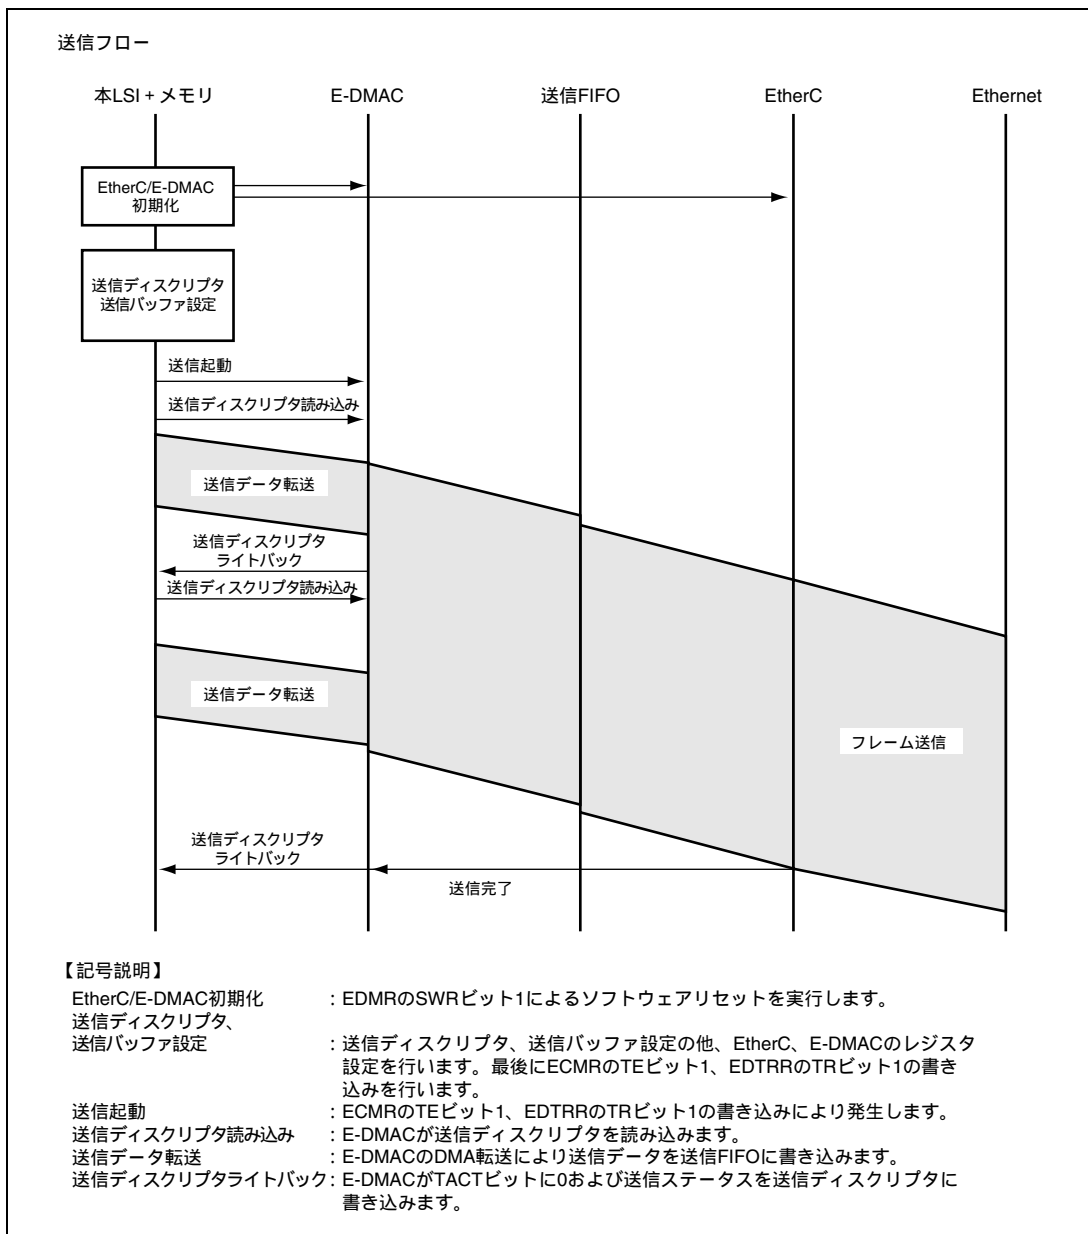 送信フロー
本LSI + メモリ
E-DMAC
送信FIFO
EtherC
Ethernet
EtherC/E-DMAC
初期化
送信ディスクリプタ
送信バッファ設定
送信起動
送信ディスクリプタ読み込み
送信データ転送
送信ディスクリプタ
ライトバック
送信ディスクリプタ読み込み
送信データ転送
フレーム送信
送信ディスクリプタ
ライトバック
送信完了
【記号説明】
EtherC/E-DMAC初期化 : EDMRのSWRビット1によるソフトウェアリセットを実行します。
送信ディスクリプタ、
送信バッファ設定 : 送信ディスクリプタ、送信バッファ設定の他、EtherC、E-DMACのレジスタ
設定を行います。最後にECMRのTEビット1、EDTRRのTRビット1の書き
込みを行います。
送信起動 : ECMRのTEビット1、EDTRRのTRビット1の書き込みにより発生します。
送信ディスクリプタ読み込み : E-DMACが送信ディスクリプタを読み込みます。
送信データ転送 : E-DMACのDMA転送により送信データを送信FIFOに書き込みます。
送信ディスクリプタライトバック : E-DMACがTACTビットに0および送信ステータスを送信ディスクリプタに
書き込みます。